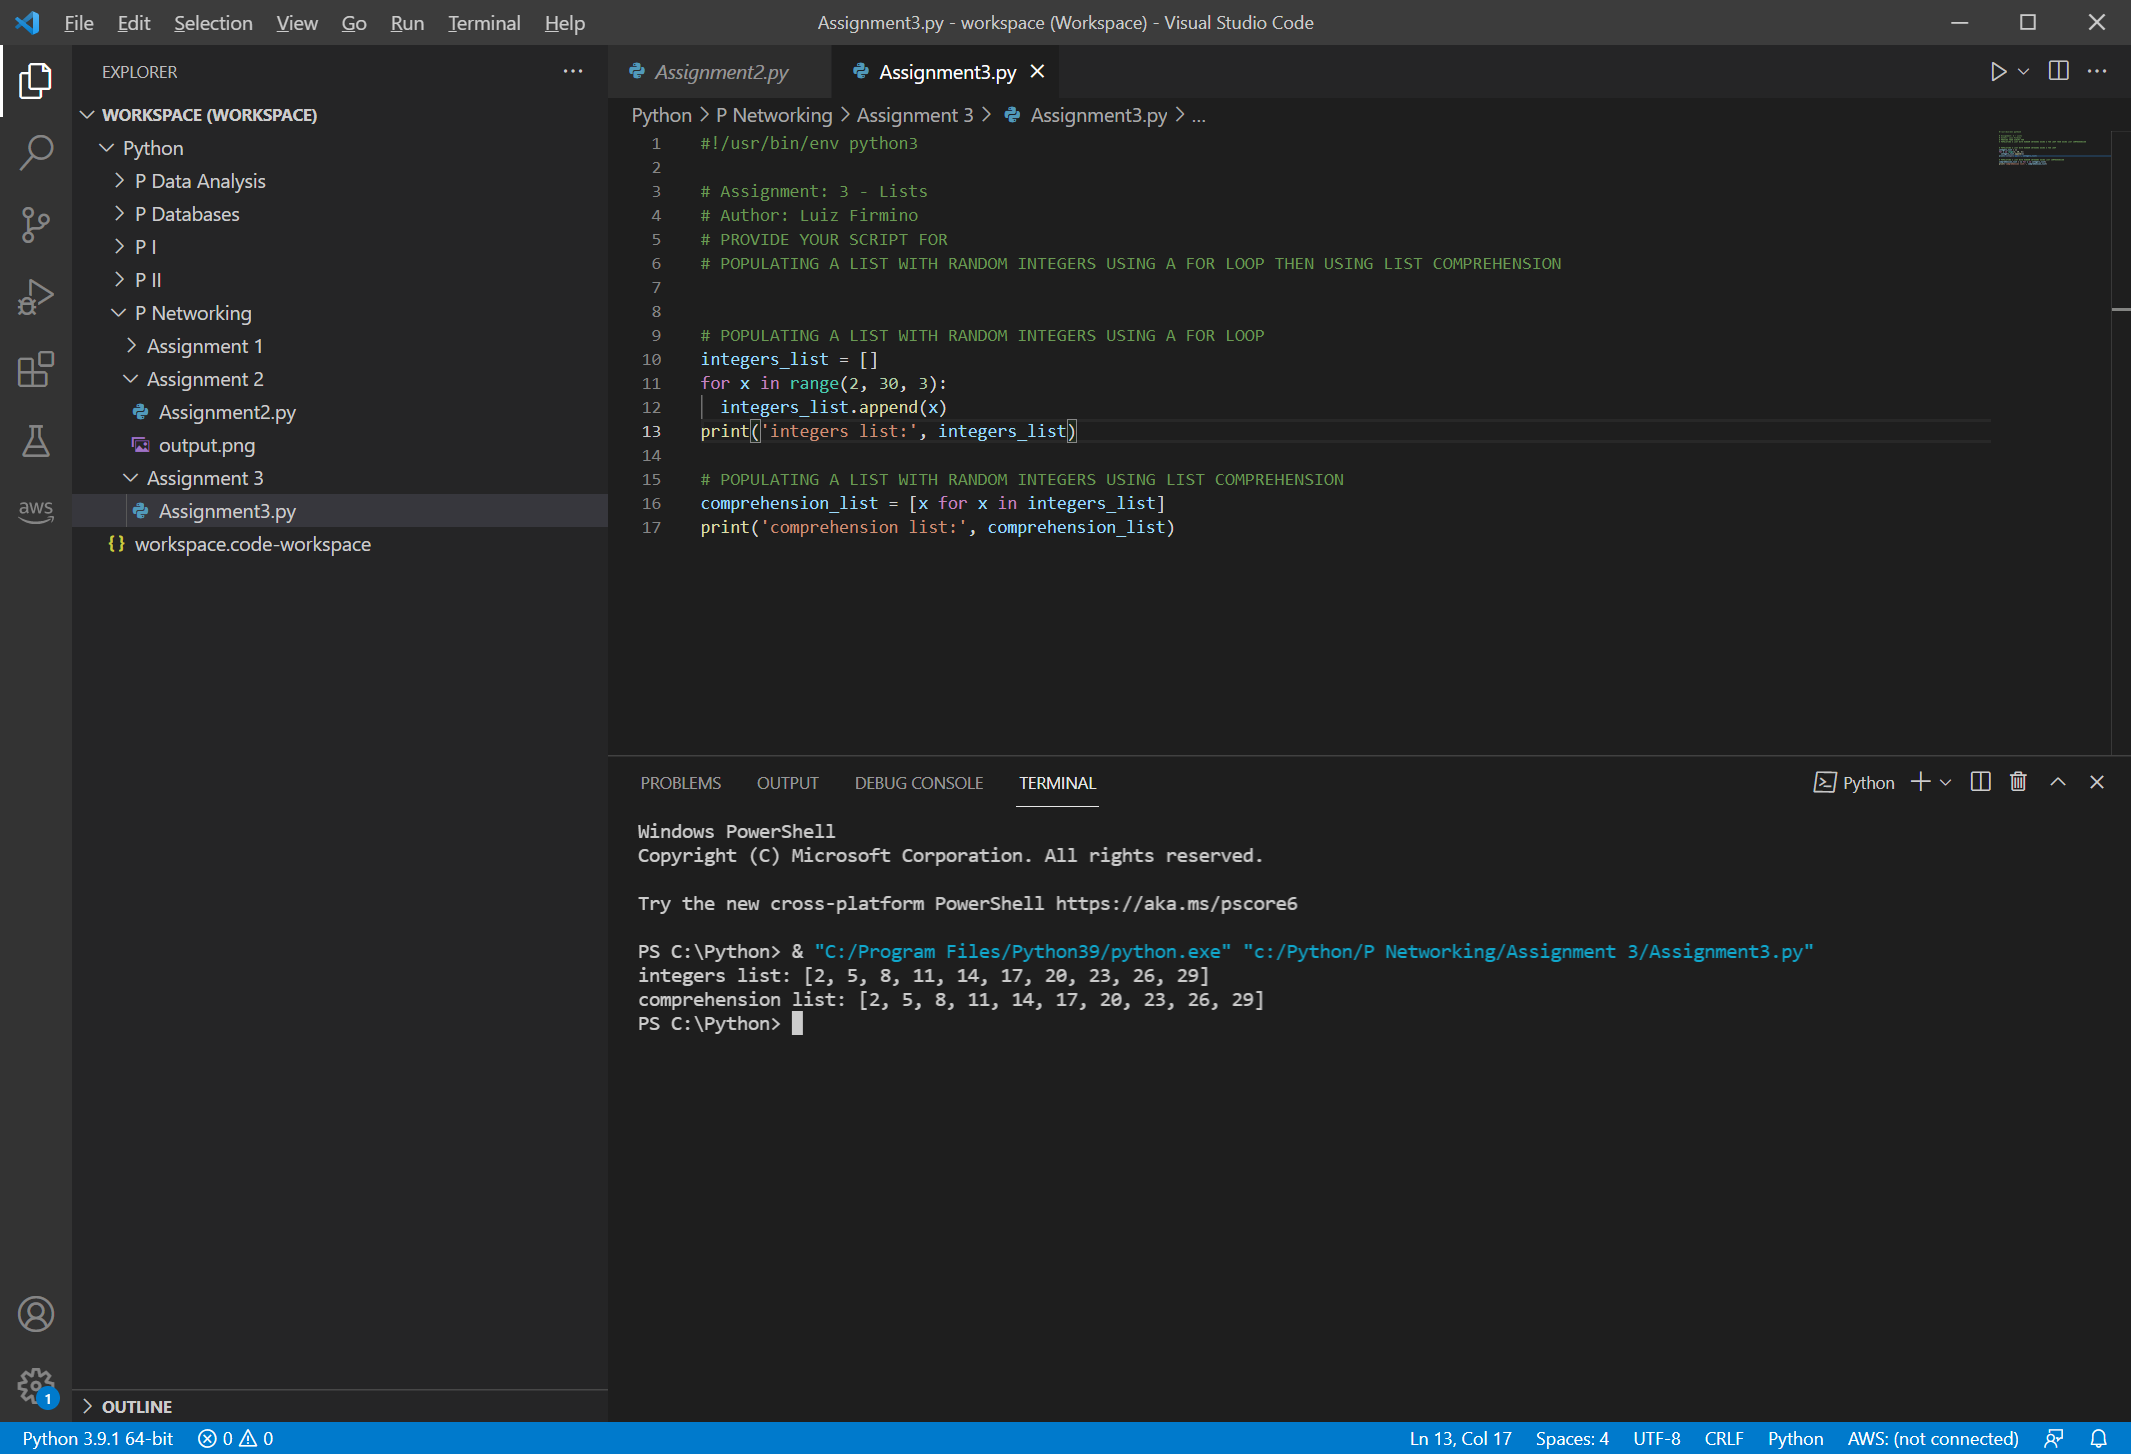 File Edit Selection View Go Run Terminal Help Assignment3.py - workspace (Workspace) - Visual Studio Code
EXPLORER
WORKSPACE (WORKSPACE)
Python
P Data Analysis
P Databases
P I
P II
P Networking
Assignment 1
Assignment 2
Assignment2.py
output.png
Assignment 3
Assignment3.py
workspace.code-workspace
aws
1
OUTLINE
Assignment2.py Assignment3.py
Python > P Networking > Assignment 3 > Assignment3.py > ...
1 #!/usr/bin/env python3
2
3 # Assignment: 3 - Lists
4 # Author: Luiz Firmino
5 # PROVIDE YOUR SCRIPT FOR
6 # POPULATING A LIST WITH RANDOM INTEGERS USING A FOR LOOP THEN USING LIST COMPREHENSION
7
8
9 # POPULATING A LIST WITH RANDOM INTEGERS USING A FOR LOOP
10 integers_list = []
11 for x in range(2, 30, 3):
12 integers_list.append(x)
13 print('integers list:', integers_list)
14
15 # POPULATING A LIST WITH RANDOM INTEGERS USING LIST COMPREHENSION
16 comprehension_list = [x for x in integers_list]
17 print('comprehension list:', comprehension_list)
PROBLEMS OUTPUT DEBUG CONSOLE TERMINAL Python
Windows PowerShell
Copyright (C) Microsoft Corporation. All rights reserved.
Try the new cross-platform PowerShell https://aka.ms/pscore6
PS C:\Python> & "C:/Program Files/Python39/python.exe" "c:/Python/P Networking/Assignment 3/Assignment3.py"
integers list: [2, 5, 8, 11, 14, 17, 20, 23, 26, 29]
comprehension list: [2, 5, 8, 11, 14, 17, 20, 23, 26, 29]
PS C:\Python>
Python 3.9.1 64-bit 0 0 Ln 13, Col 17 Spaces: 4 UTF-8 CRLF Python AWS: (not connected)